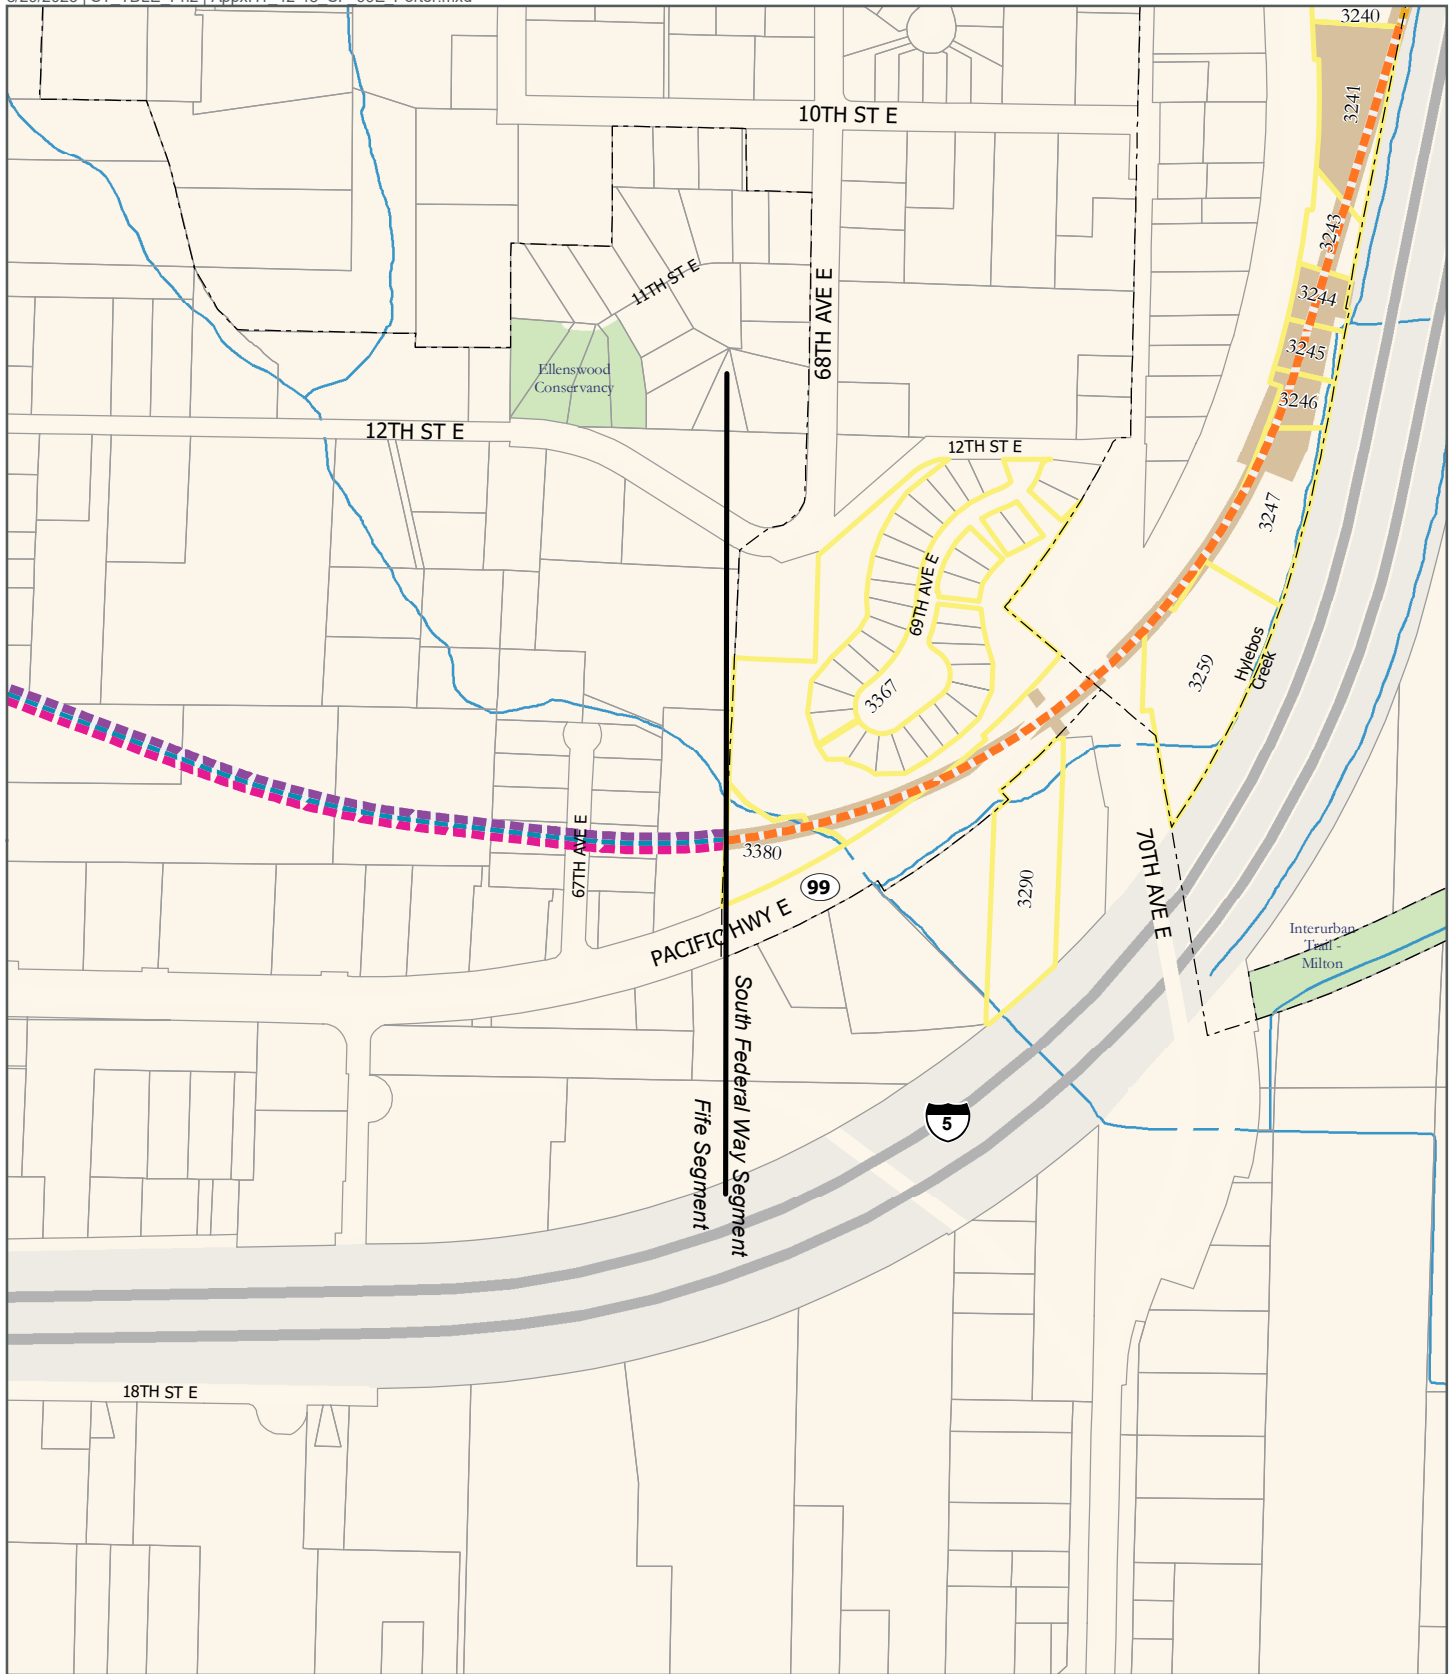 3240
3241
10TH ST E
3243
11TH ST E
68TH AVE E
3244
3245
Ellenswood
Conservancy
3246
12TH ST E
12TH ST E
3247
69TH AVE E
3367
3259
Hylebos
Creek
67TH AVE E
3380
99
3290
70TH AVE E
PACIFIC HWY E
Interurban
Trail -
Milton
South Federal Way Segment
Fife Segment
5
18TH ST E